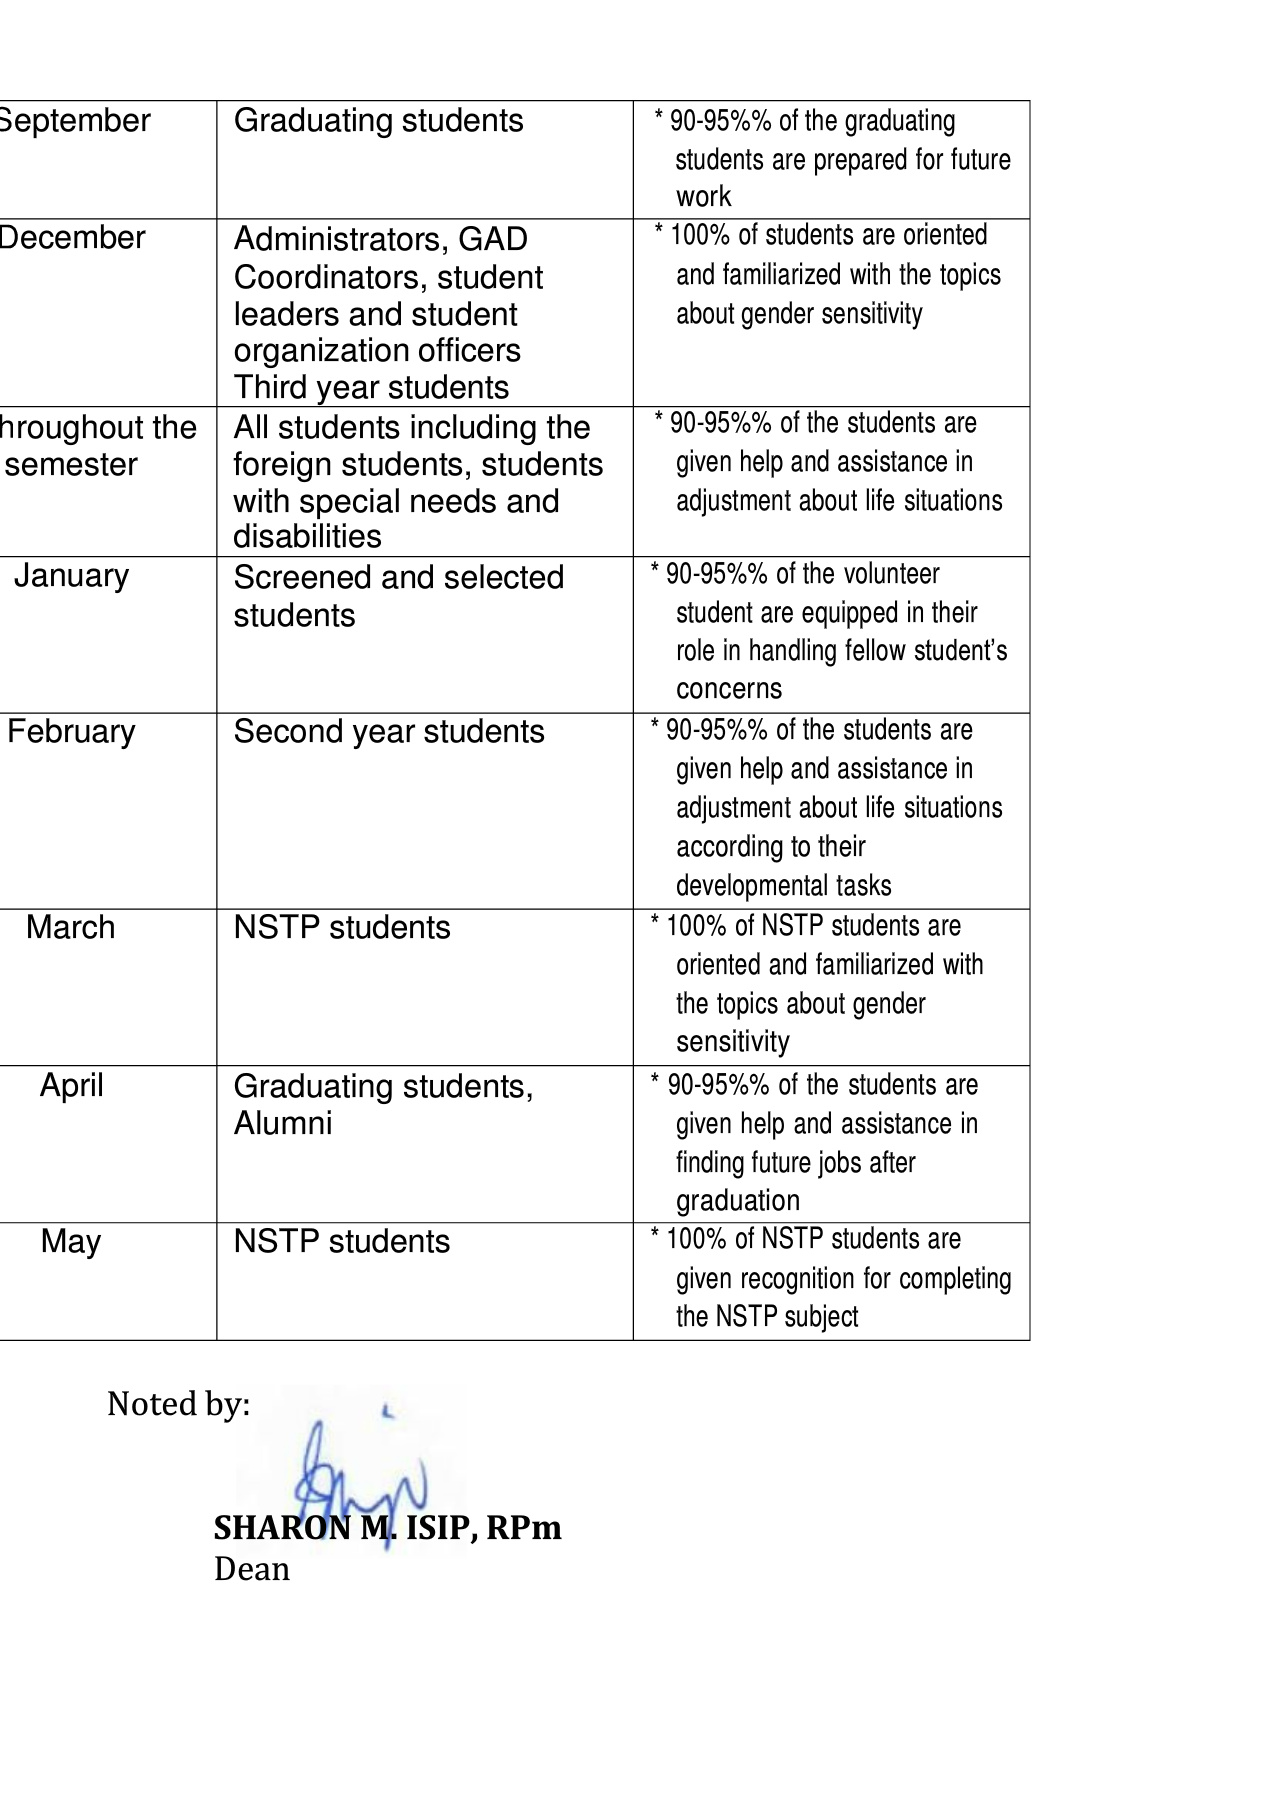 September
Graduating students
* 90-95%% of the graduating
students are prepared for future
work
December
Administrators, GAD
Coordinators, student
leaders and student
organization officers
Third year students
* 100% of students are oriented
and familiarized with the topics
about gender sensitivity
hroughout the
semester
All students including the
foreign students, students
with special needs and
disabilities
* 90-95%% of the students are
given help and assistance in
adjustment about life situations
January
Screened and selected
students
* 90-95%% of the volunteer
student are equipped in their
role in handling fellow student’s
concerns
February
Second year students
* 90-95%% of the students are
given help and assistance in
adjustment about life situations
according to their
developmental tasks
March
NSTP students
* 100% of NSTP students are
oriented and familiarized with
the topics about gender
sensitivity
April
Graduating students,
Alumni
* 90-95%% of the students are
given help and assistance in
finding future jobs after
graduation
May
NSTP students
* 100% of NSTP students are
given recognition for completing
the NSTP subject
Noted by:
SHARON M. ISIP, RPm
Dean